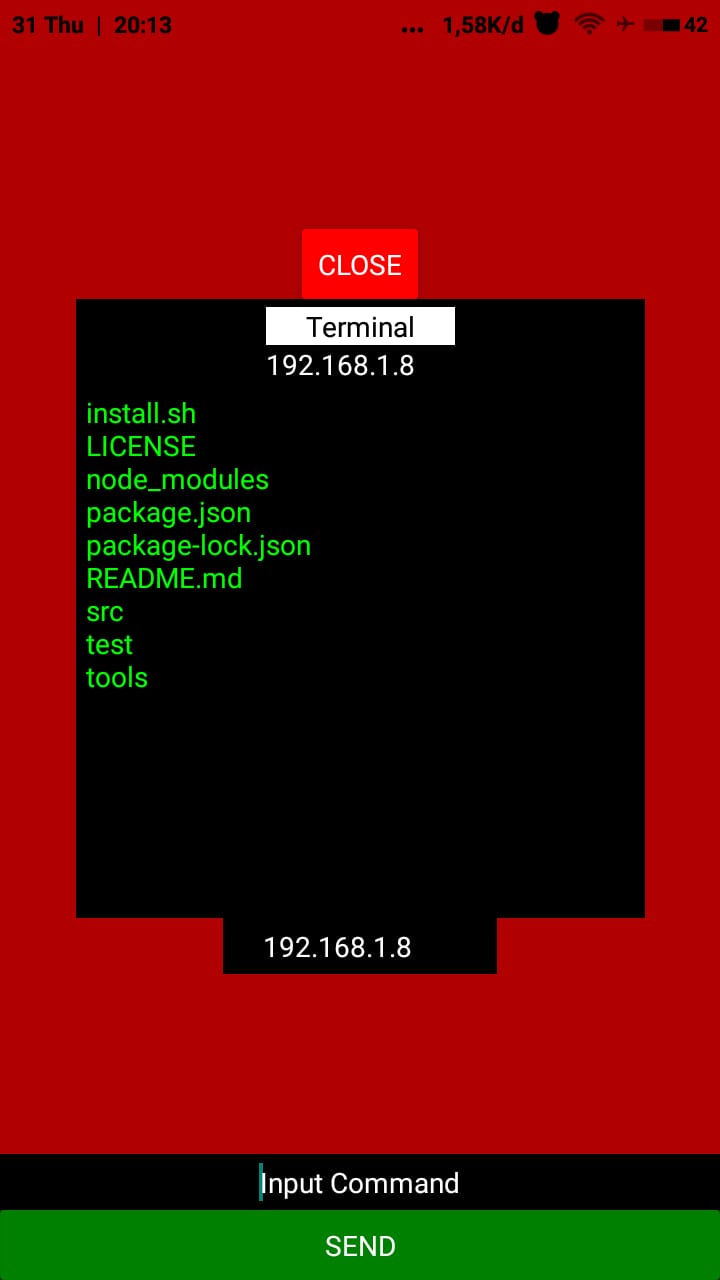 31 Thu | 20:13 ... 1,58K/d 42
CLOSE
Terminal
192.168.1.8
install.sh
LICENSE
node_modules
package.json
package-lock.json
README.md
src
test
tools
192.168.1.8
Input Command
SEND